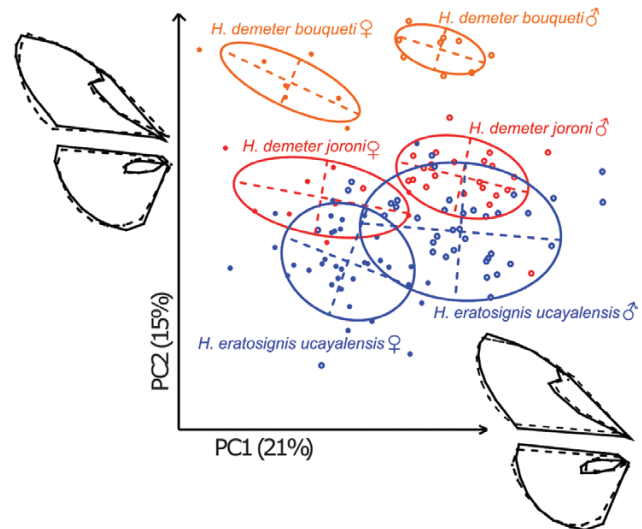 H. demeter bouqueti♀
H. demeter bouqueti♂
H. demeter joroni♀
H. demeter joroni♂
H. eratosignis ucayalensis♀
H. eratosignis ucayalensis♂
PC2 (15%)
PC1 (21%)